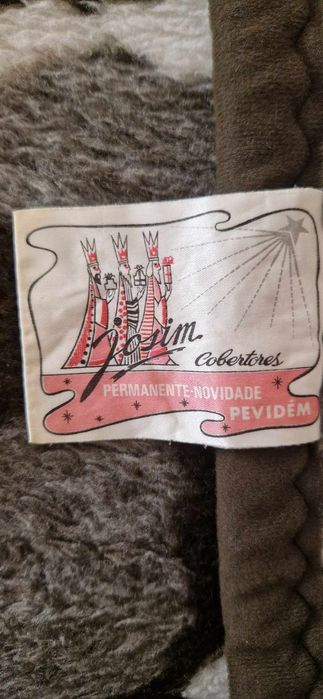 josim
Cobertores
PERMANENTE-NOVIDADE
PEVIDÉM